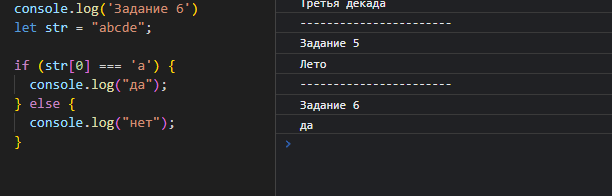 console.log('Задание 6')
let str = "abcde";
if (str[0] === 'a') {
console.log("да");
} else {
console.log("нет");
}
Третья декада
-----------------------
Задание 5
Лето
-----------------------
Задание 6
да
>